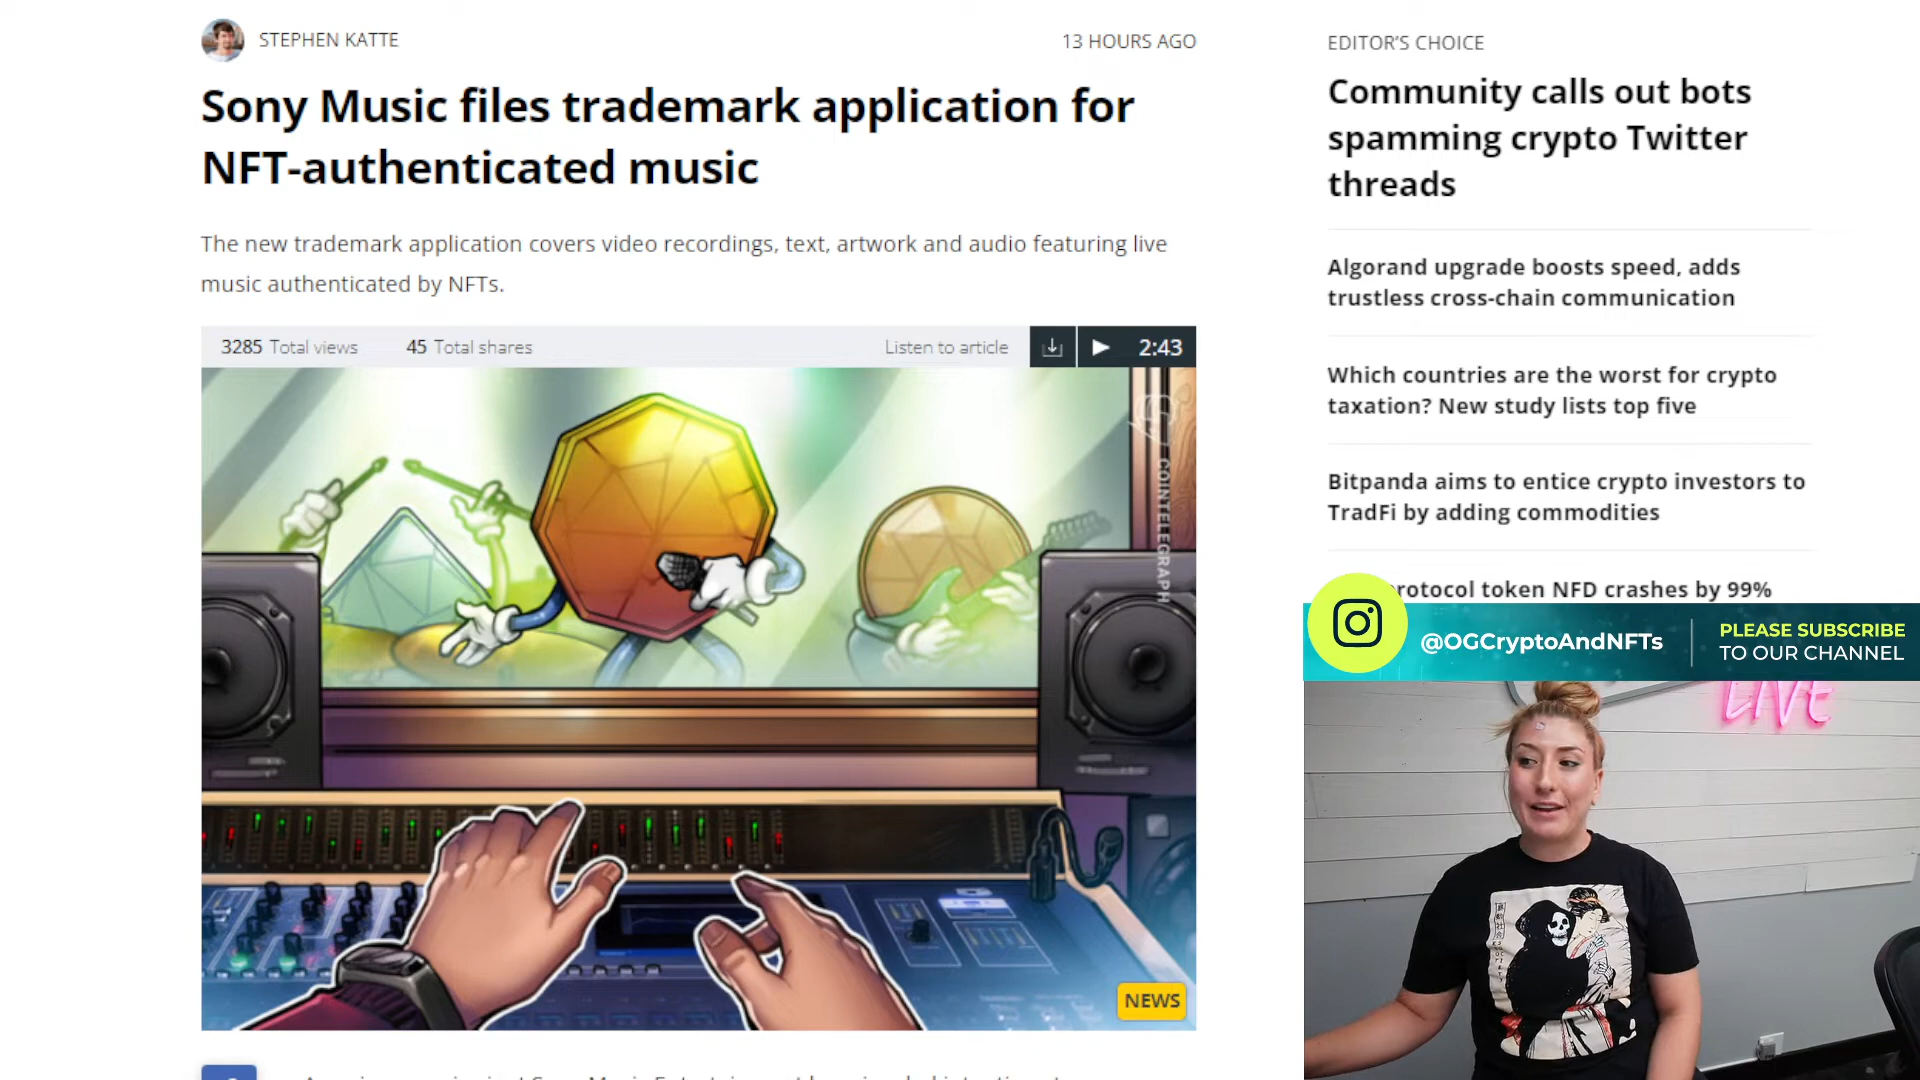 STEPHEN KATTE
13 HOURS AGO
Sony Music files trademark application for
NFT-authenticated music
The new trademark application covers video recordings, text, artwork and audio featuring live
music authenticated by NFTs.
3285 Total views
45 Total shares
Listen to article
2:43
COINTELEGRAPH
NEWS
EDITOR'S CHOICE
Community calls out bots
spamming crypto Twitter
threads
Algorand upgrade boosts speed, adds
trustless cross-chain communication
Which countries are the worst for crypto
taxation? New study lists top five
Bitpanda aims to entice crypto investors to
TradFi by adding commodities
rotocol token NFD crashes by 99%
@OGCryptoAndNFTs
PLEASE SUBSCRIBE
TO OUR CHANNEL
LIVE